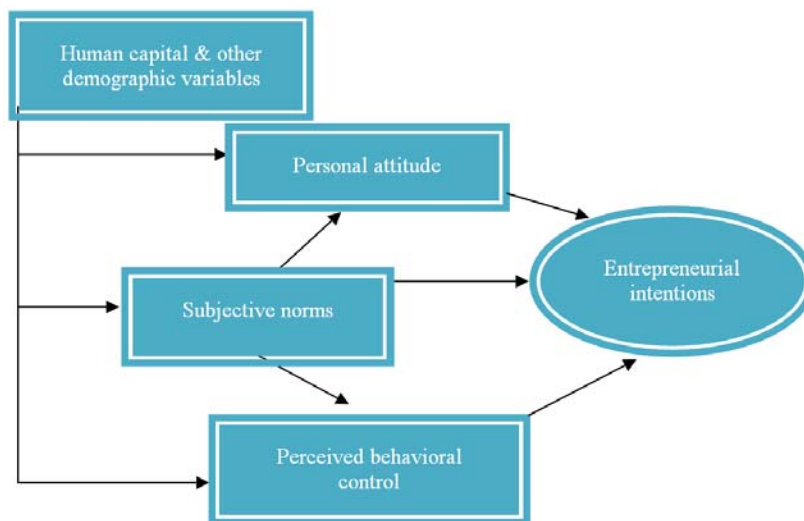 Human capital & other
demographic variables
Personal attitude
Subjective norms
Entrepreneurial
intentions
Perceived behavioral
control